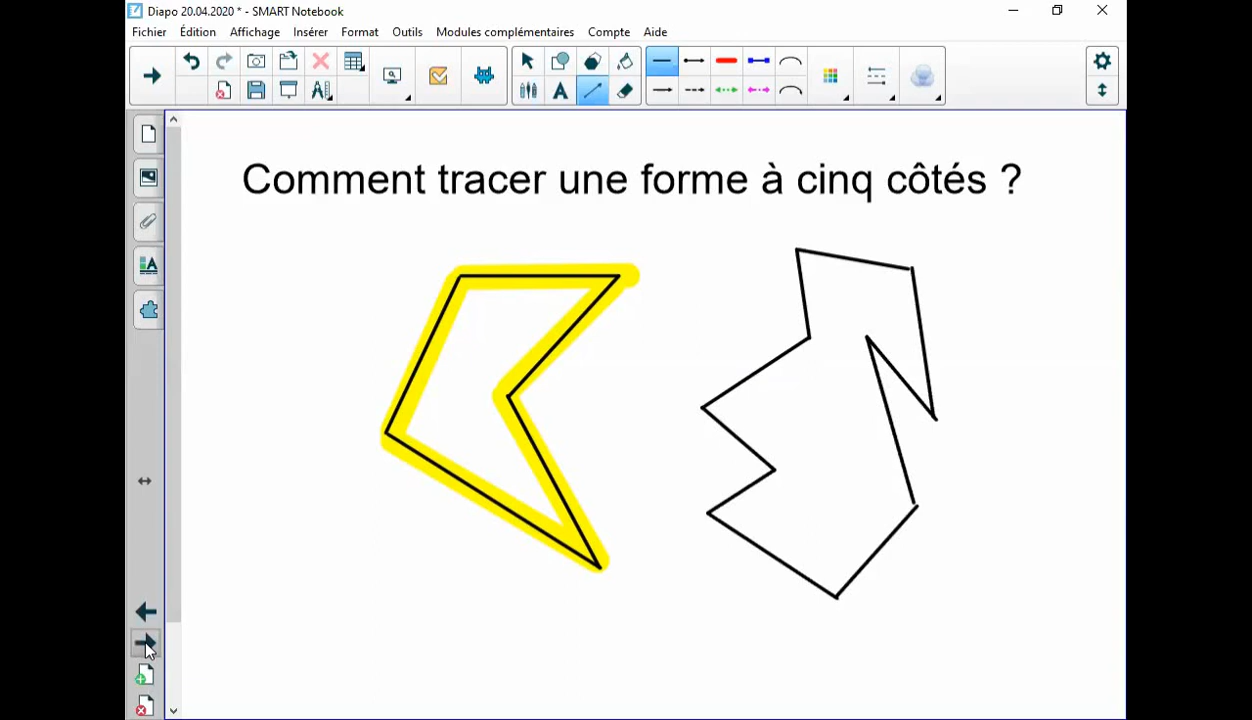 Diapo 20.04.2020 * - SMART Notebook
Fichier Édition Affichage Insérer Format Outils Modules complémentaires Compte Aide
Comment tracer une forme à cinq côtés ?